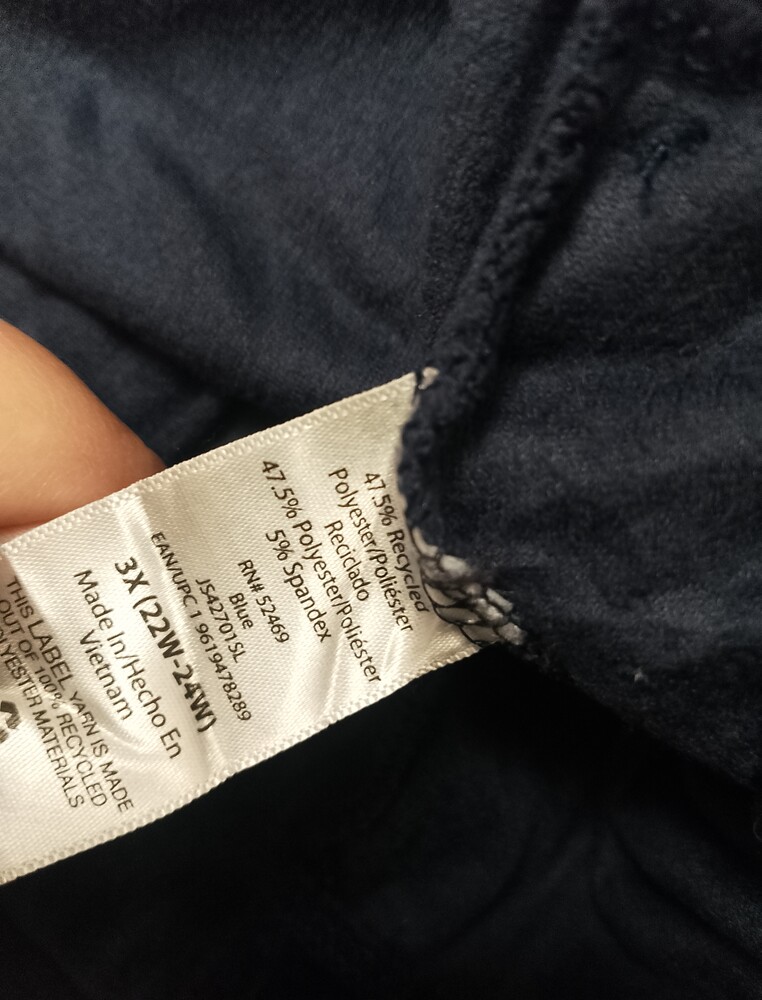 47.5% Recycled
Polyester/Poliéster
Reciclado
47.5% Polyester/Poliéster
5% Spandex
RN# 52469
Blue
JS42701SL
EAN/UPC 1 9619478289
3X (22W-24W)
Made In/Hecho En
Vietnam
THIS LABEL YARN IS MADE
OUT OF 100% RECYCLED
POLYESTER MATERIALS